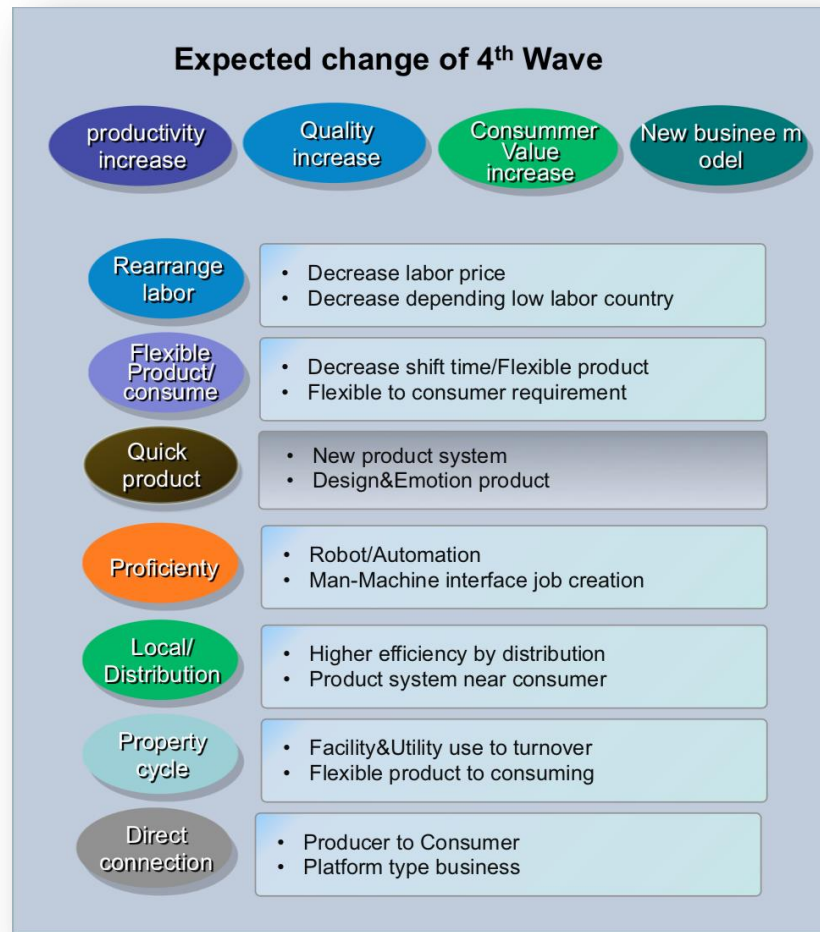 Expected change of 4th Wave
productivity
increase
Quality
increase
Consummer
Value
increase
New businee m
odel
Rearrange
labor
• Decrease labor price
• Decrease depending low labor country
Flexible
Product/
consume
• Decrease shift time/Flexible product
• Flexible to consumer requirement
Quick
product
• New product system
• Design&Emotion product
Proficienty
• Robot/Automation
• Man-Machine interface job creation
Local/
Distribution
• Higher efficiency by distribution
• Product system near consumer
Property
cycle
• Facility&Utility use to turnover
• Flexible product to consuming
Direct
connection
• Producer to Consumer
• Platform type business